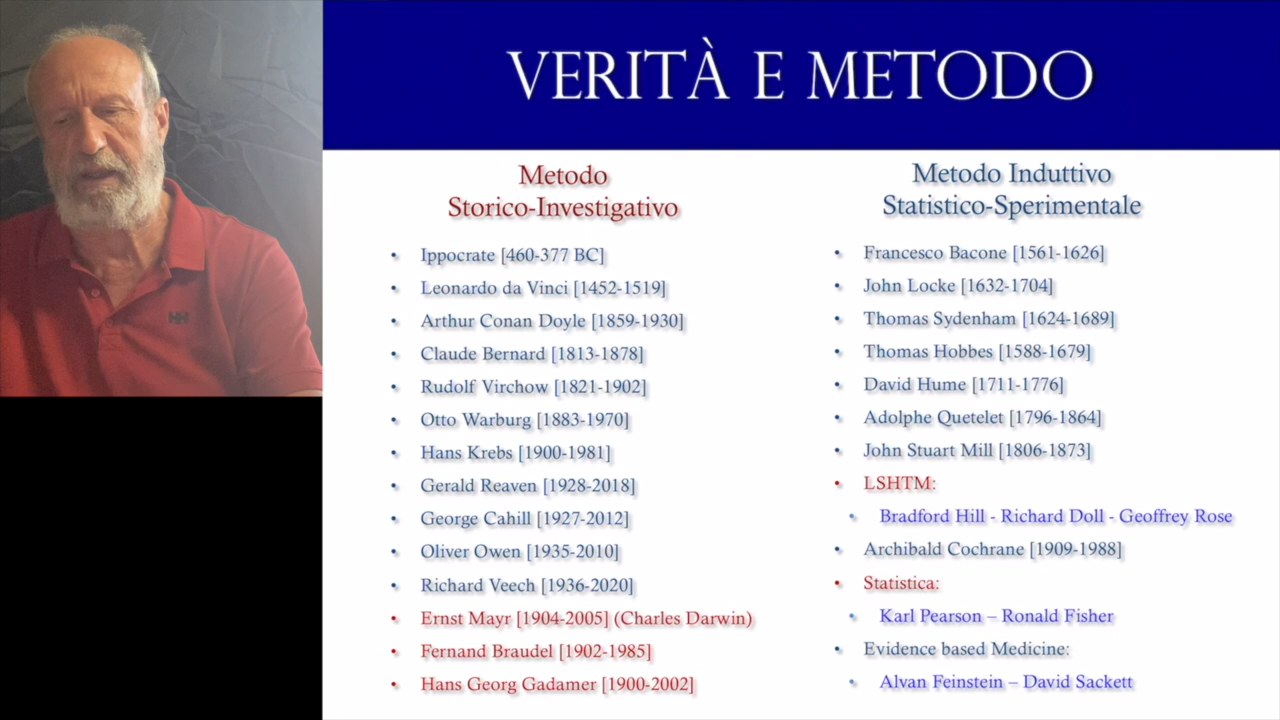 VERITÀ E METODO
Metodo
Storico-Investigativo
• Ippocrate [460-377 BC]
• Leonardo da Vinci [1452-1519]
• Arthur Conan Doyle [1859-1930]
• Claude Bernard [1813-1878]
• Rudolf Virchow [1821-1902]
• Otto Warburg [1883-1970]
• Hans Krebs [1900-1981]
• Gerald Reaven [1928-2018]
• George Cahill [1927-2012]
• Oliver Owen [1935-2010]
• Richard Veech [1936-2020]
• Ernst Mayr [1904-2005] (Charles Darwin)
• Fernand Braudel [1902-1985]
• Hans Georg Gadamer [1900-2002]
Metodo Induttivo
Statistico-Sperimentale
• Francesco Bacone [1561-1626]
• John Locke [1632-1704]
• Thomas Sydenham [1624-1689]
• Thomas Hobbes [1588-1679]
• David Hume [1711-1776]
• Adolphe Quetelet [1796-1864]
• John Stuart Mill [1806-1873]
• LSHTM:
• Bradford Hill - Richard Doll - Geoffrey Rose
• Archibald Cochrane [1909-1988]
• Statistica:
• Karl Pearson – Ronald Fisher
• Evidence based Medicine:
• Alvan Feinstein – David Sackett
HH